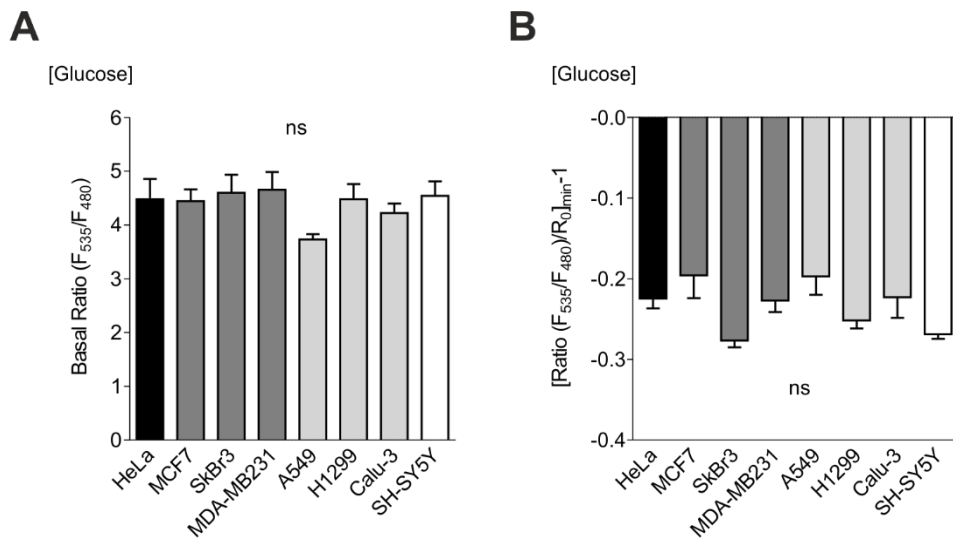 A
[Glucose]
Basal Ratio (F535/F480)
6
5
4
3
2
1
0
ns
HeLa
MCF7
SkBr3
MDA-MB231
A549
H1299
Calu-3
SH-SY5Y
B
[Glucose]
[Ratio (F535/F480)/R0]min-1
-0.0
-0.1
-0.2
-0.3
-0.4
ns
HeLa
MCF7
SkBr3
MDA-MB231
A549
H1299
Calu-3
SH-SY5Y